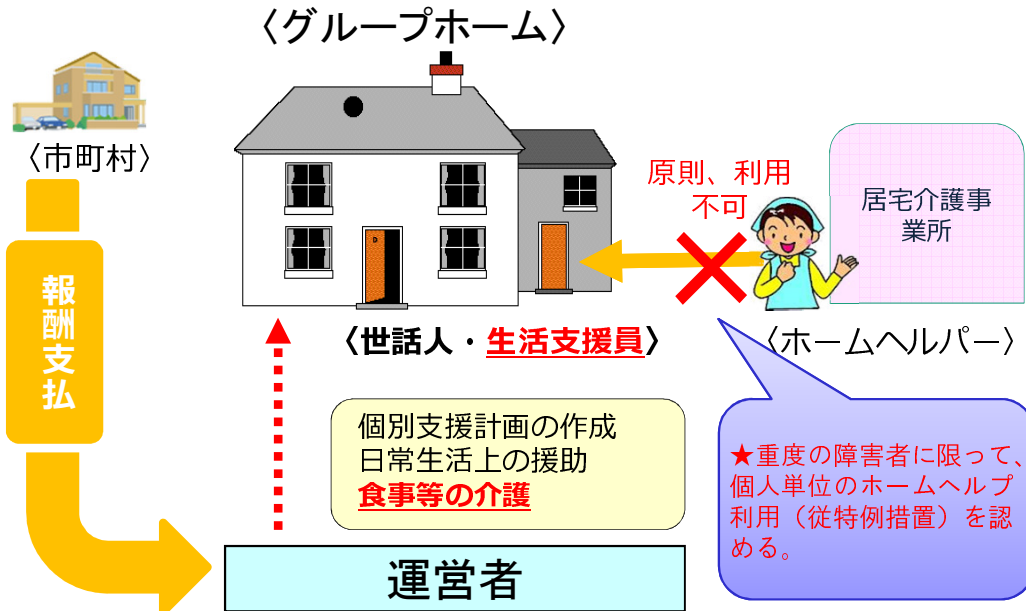 〈グループホーム〉
〈市町村〉
報酬支払
原則、利用
不可
居宅介護事
業所
〈世話人・生活支援員〉
〈ホームヘルパー〉
個別支援計画の作成
日常生活上の援助
食事等の介護
★重度の障害者に限って、
個人単位のホームヘルプ
利用（従特例措置）を認
める。
運営者